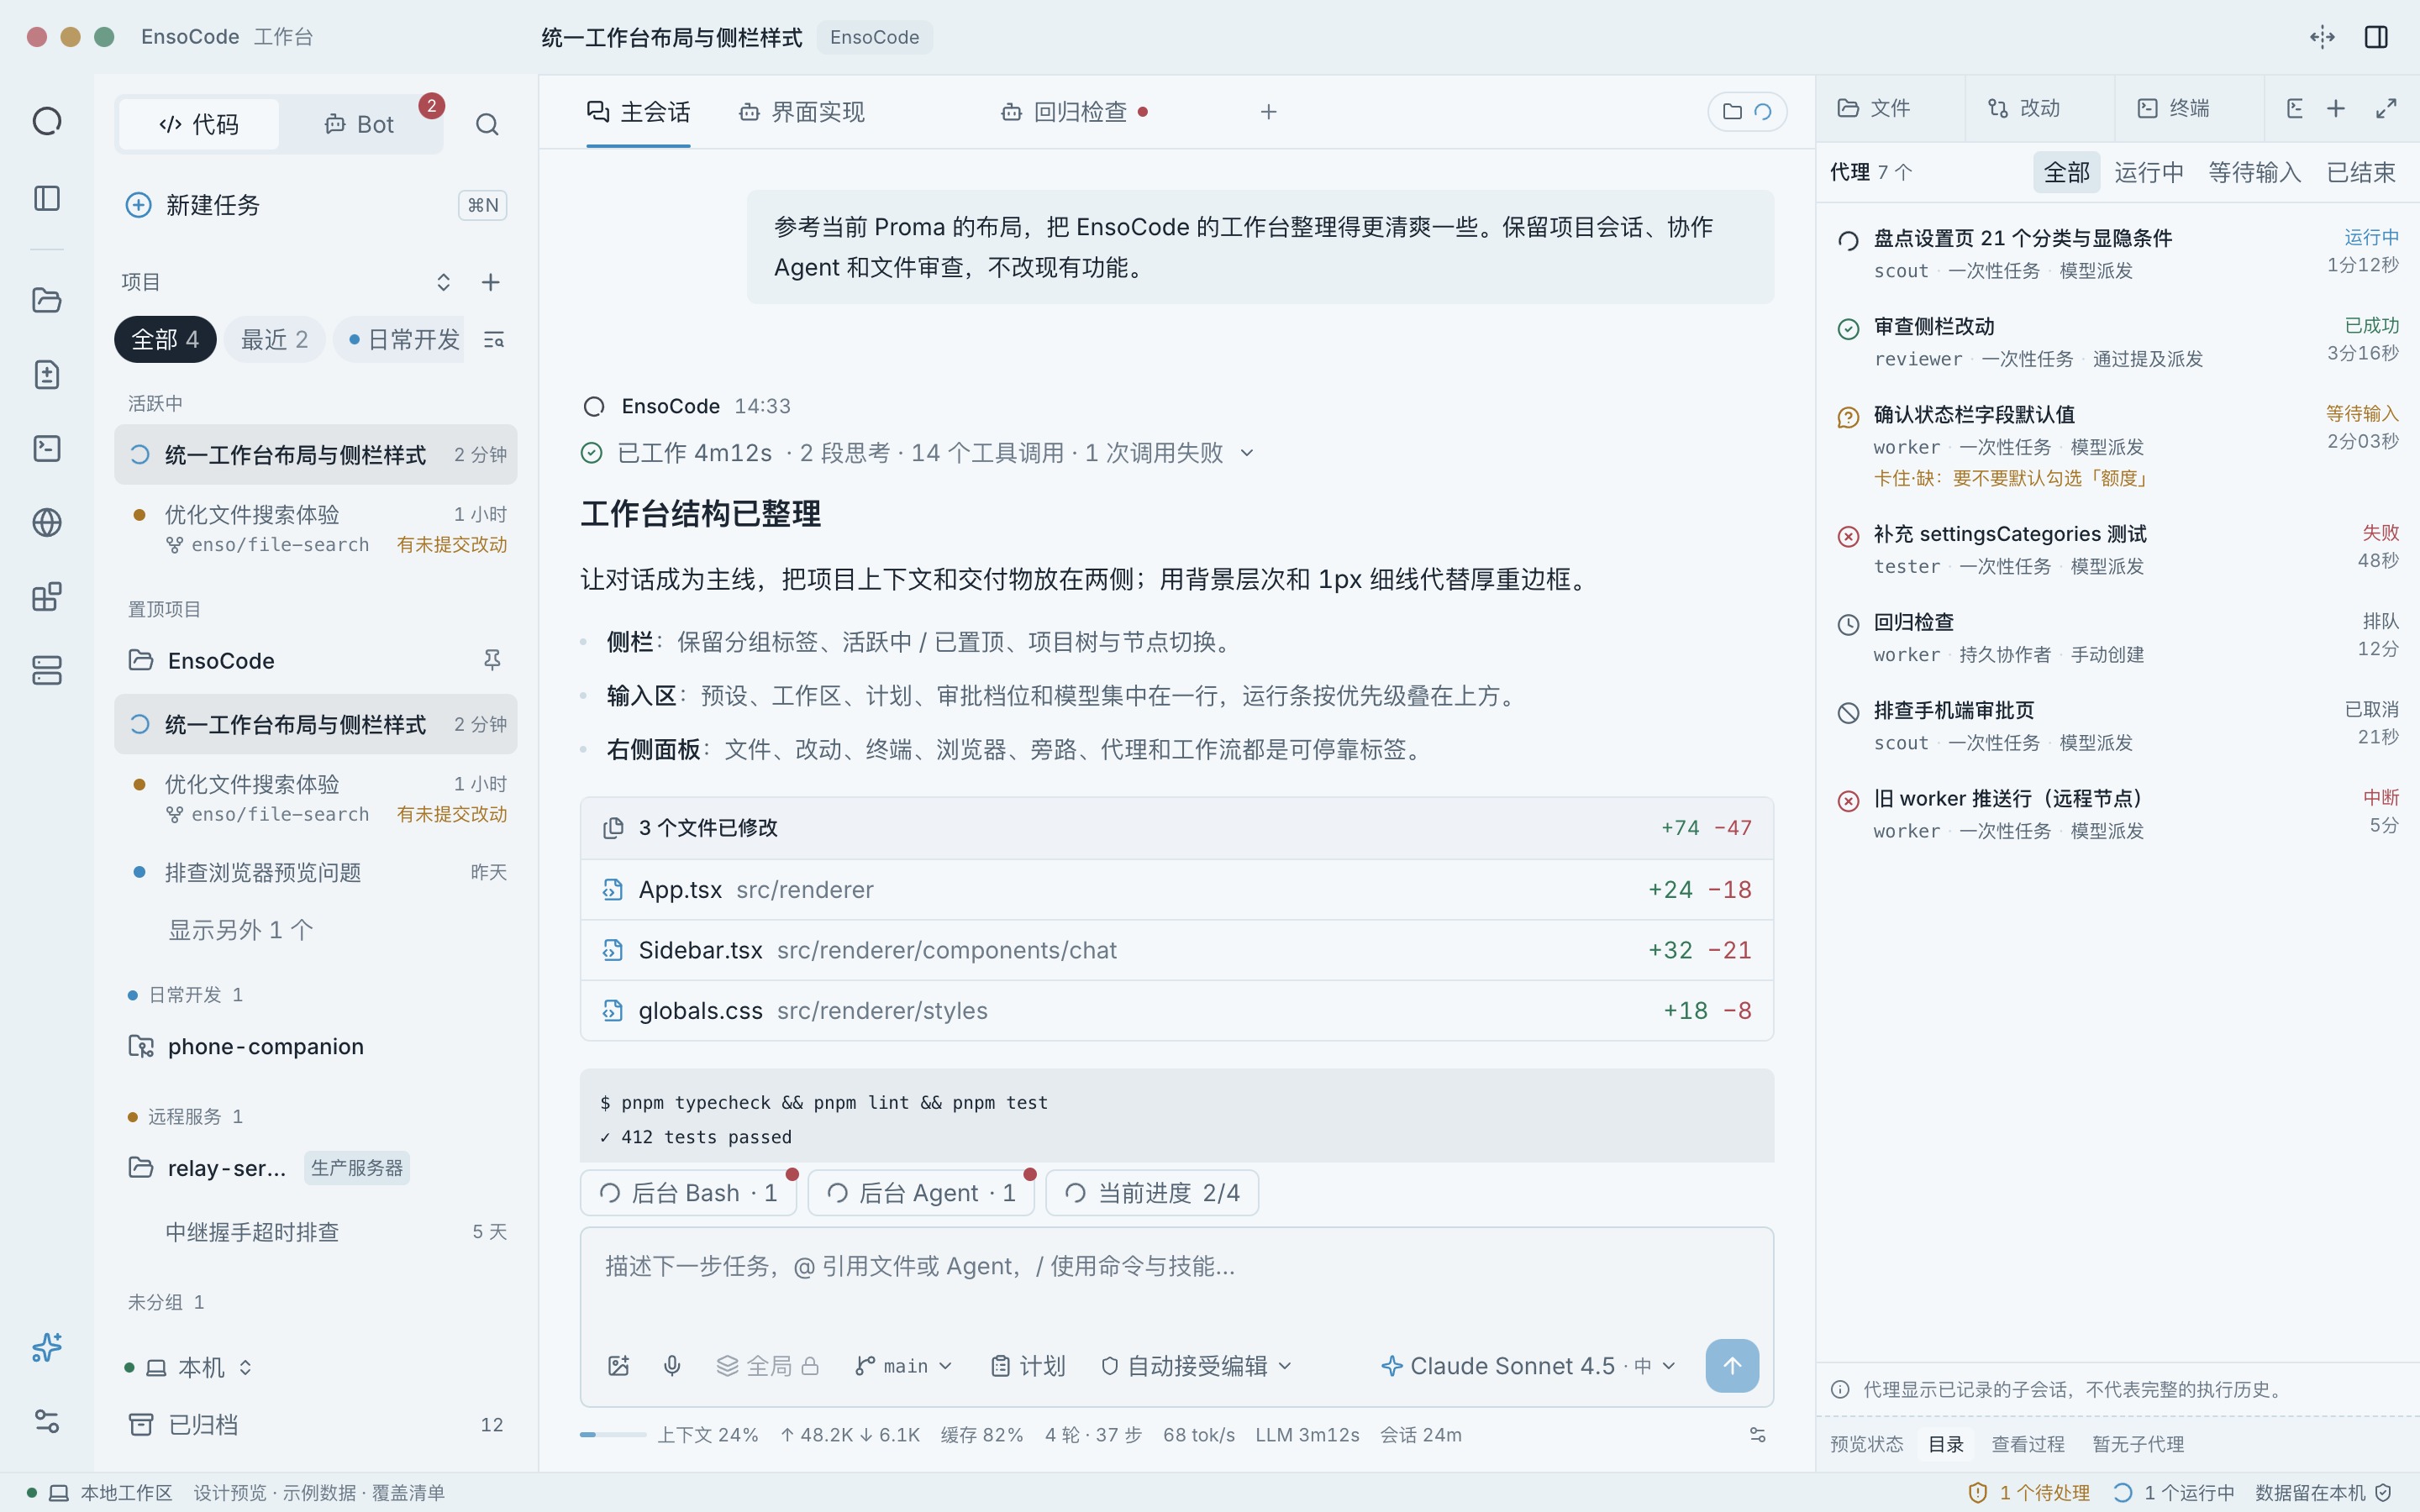 EnsoCode 工作台
统一工作台布局与侧栏样式 EnsoCode
代码 Bot 2
新建任务 ⌘N
项目
全部 4 最近 2 日常开发
活跃中
统一工作台布局与侧栏样式 2 分钟
优化文件搜索体验 1 小时
enso/file-search 有未提交改动
置顶项目
EnsoCode
统一工作台布局与侧栏样式 2 分钟
优化文件搜索体验 1 小时
enso/file-search 有未提交改动
排查浏览器预览问题 昨天
显示另外 1 个
日常开发 1
phone-companion
远程服务 1
relay-ser... 生产服务器
中继握手超时排查 5 天
未分组 1
本机
已归档 12
主会话 界面实现 回归检查
参考当前 Proma 的布局，把 EnsoCode 的工作台整理得更清爽一些。保留项目会话、协作
Agent 和文件审查，不改现有功能。
EnsoCode 14:33
已工作 4m12s · 2 段思考 · 14 个工具调用 · 1 次调用失败
工作台结构已整理
让对话成为主线，把项目上下文和交付物放在两侧；用背景层次和 1px 细线代替厚重边框。
• 侧栏：保留分组标签、活跃中 / 已置顶、项目树与节点切换。
• 输入区：预设、工作区、计划、审批档位和模型集中在一行，运行条按优先级叠在上方。
• 右侧面板：文件、改动、终端、浏览器、旁路、代理和工作流都是可停靠标签。
3 个文件已修改 +74 −47
App.tsx src/renderer +24 −18
Sidebar.tsx src/renderer/components/chat +32 −21
globals.css src/renderer/styles +18 −8
$ pnpm typecheck && pnpm lint && pnpm test
✓ 412 tests passed
后台 Bash · 1 后台 Agent · 1 当前进度 2/4
描述下一步任务，@ 引用文件或 Agent，/ 使用命令与技能...
全局 main 计划 自动接受编辑 Claude Sonnet 4.5 · 中
上下文 24% ↑ 48.2K ↓ 6.1K 缓存 82% 4 轮 · 37 步 68 tok/s LLM 3m12s 会话 24m
文件 改动 终端
代理 7 个 全部 运行中 等待输入 已结束
盘点设置页 21 个分类与显隐条件 运行中
scout · 一次性任务 · 模型派发 1分12秒
审查侧栏改动 已成功
reviewer · 一次性任务 · 通过提及派发 3分16秒
确认状态栏字段默认值 等待输入
worker · 一次性任务 · 模型派发 2分03秒
卡住·缺：要不要默认勾选「额度」
补充 settingsCategories 测试 失败
tester · 一次性任务 · 模型派发 48秒
回归检查 排队
worker · 持久协作者 · 手动创建 12分
排查手机端审批页 已取消
scout · 一次性任务 · 模型派发 21秒
旧 worker 推送行（远程节点） 中断
worker · 一次性任务 · 模型派发 5分
代理显示已记录的子会话，不代表完整的执行历史。
预览状态 目录 查看过程 暂无子代理
本地工作区 设计预览 · 示例数据 · 覆盖清单
1 个待处理 1 个运行中 数据留在本机